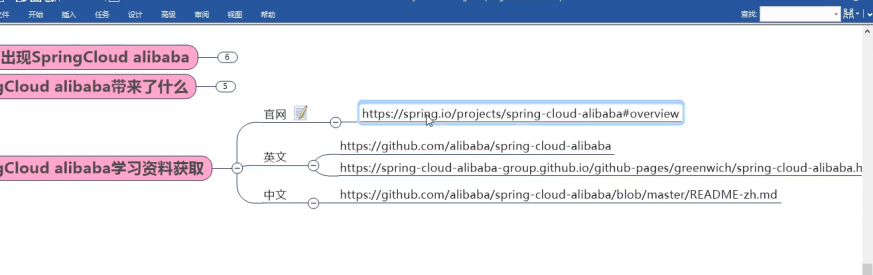 件 开始 插入 任务 设计 高级 审阅 视图 帮助 查找:
出现SpringCloud alibaba 6
gCloud alibaba带来了什么 5
官网 https://spring.io/projects/spring-cloud-alibaba#overview
https://github.com/alibaba/spring-cloud-alibaba
英文
https://spring-cloud-alibaba-group.github.io/github-pages/greenwich/spring-cloud-alibaba.h
gCloud alibaba学习资料获取
中文 https://github.com/alibaba/spring-cloud-alibaba/blob/master/README-zh.md